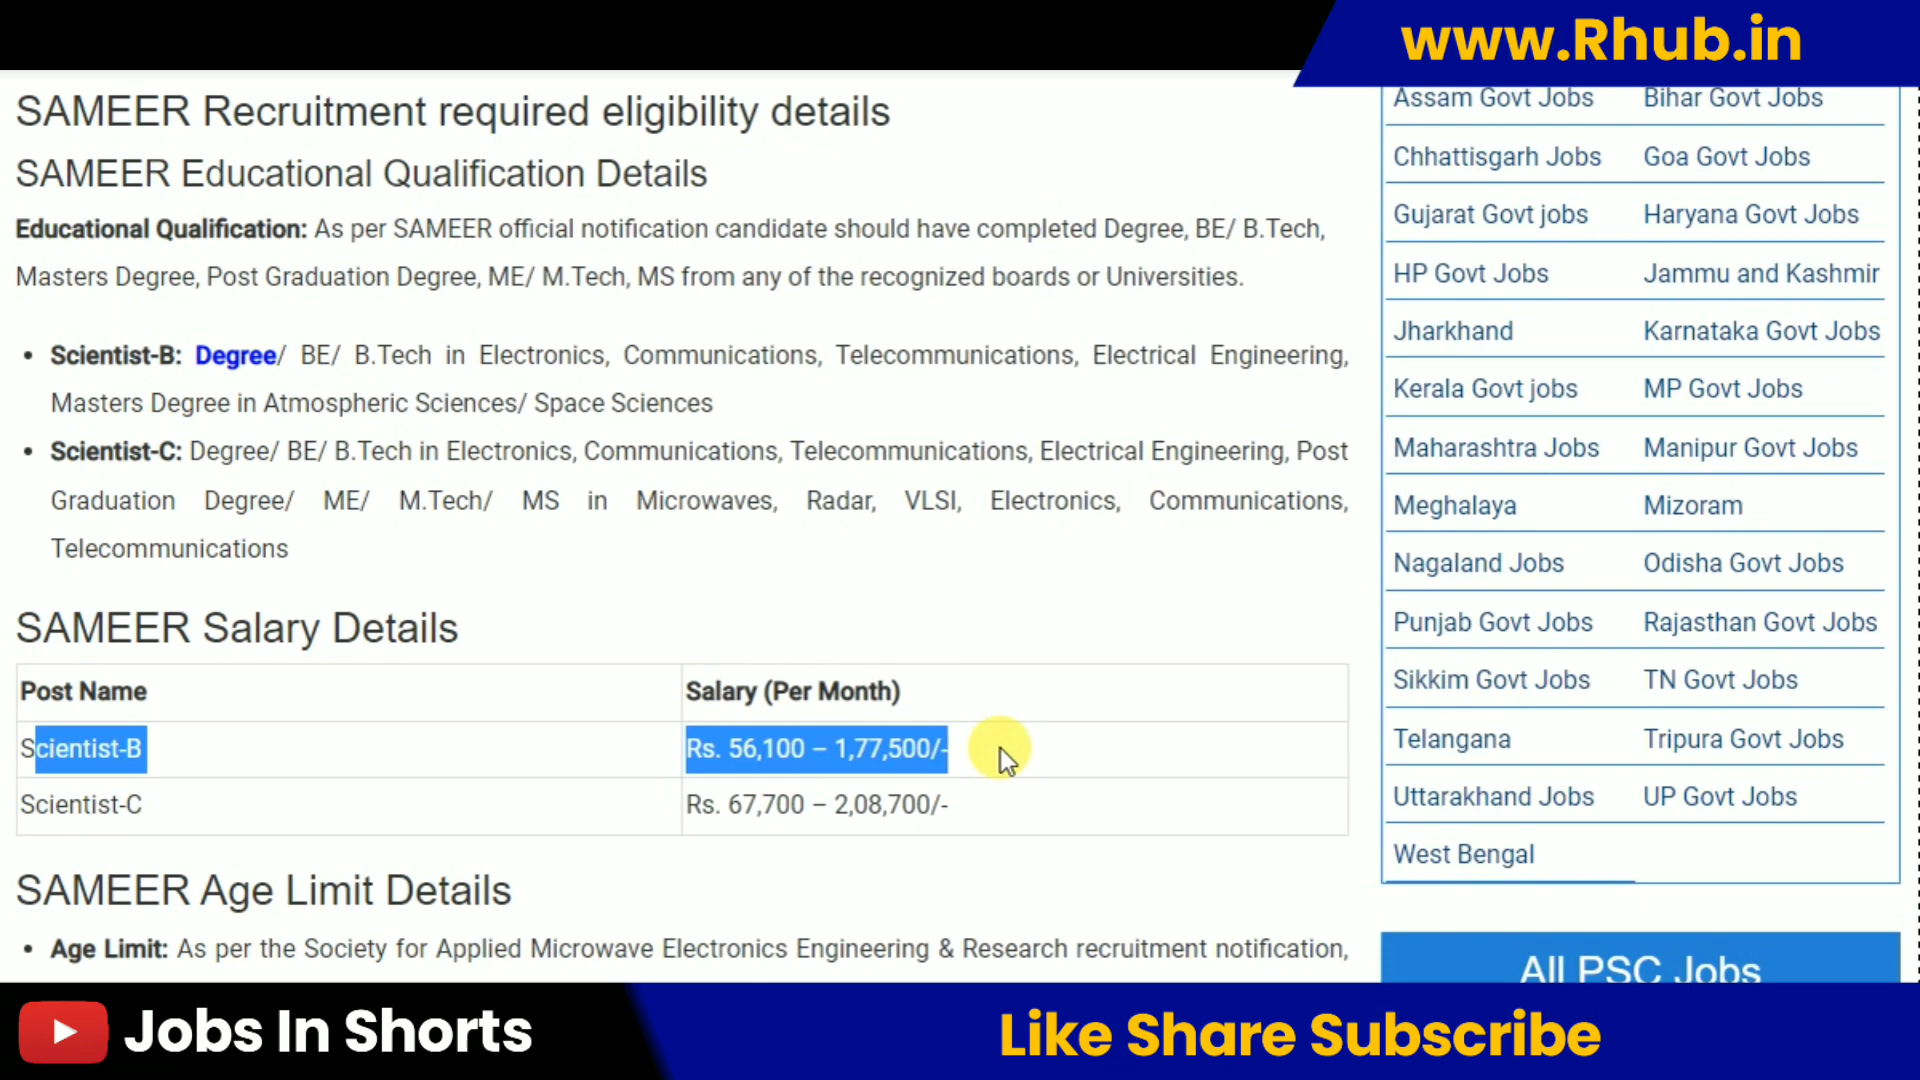 www.Rhub.in
SAMEER Recruitment required eligibility details
SAMEER Educational Qualification Details
Educational Qualification: As per SAMEER official notification candidate should have completed Degree, BE/ B.Tech,
Masters Degree, Post Graduation Degree, ME/ M.Tech, MS from any of the recognized boards or Universities.
• Scientist-B: Degree/ BE/ B.Tech in Electronics, Communications, Telecommunications, Electrical Engineering,
Masters Degree in Atmospheric Sciences/ Space Sciences
• Scientist-C: Degree/ BE/ B.Tech in Electronics, Communications, Telecommunications, Electrical Engineering, Post
Graduation Degree/ ME/ M.Tech/ MS in Microwaves, Radar, VLSI, Electronics, Communications,
Telecommunications
SAMEER Salary Details
Post Name Salary (Per Month)
Scientist-B Rs. 56,100 – 1,77,500/-
Scientist-C Rs. 67,700 – 2,08,700/-
SAMEER Age Limit Details
• Age Limit: As per the Society for Applied Microwave Electronics Engineering & Research recruitment notification,
Assam Govt Jobs Bihar Govt Jobs
Chhattisgarh Jobs Goa Govt Jobs
Gujarat Govt jobs Haryana Govt Jobs
HP Govt Jobs Jammu and Kashmir
Jharkhand Karnataka Govt Jobs
Kerala Govt jobs MP Govt Jobs
Maharashtra Jobs Manipur Govt Jobs
Meghalaya Mizoram
Nagaland Jobs Odisha Govt Jobs
Punjab Govt Jobs Rajasthan Govt Jobs
Sikkim Govt Jobs TN Govt Jobs
Telangana Tripura Govt Jobs
Uttarakhand Jobs UP Govt Jobs
West Bengal
All PSC Jobs
Jobs In Shorts
Like Share Subscribe